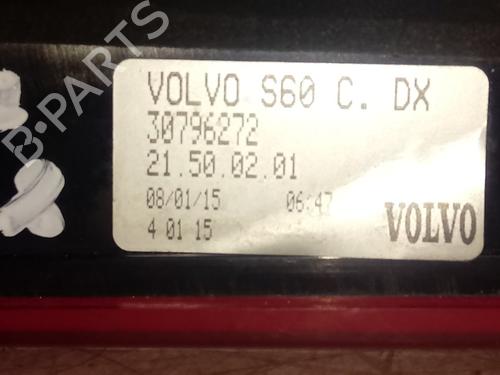 VOLVO S60 C. DX
30796272
21.50.02.01
08/01/15 06:47
4 01 15
VOLVO
B-PARTS